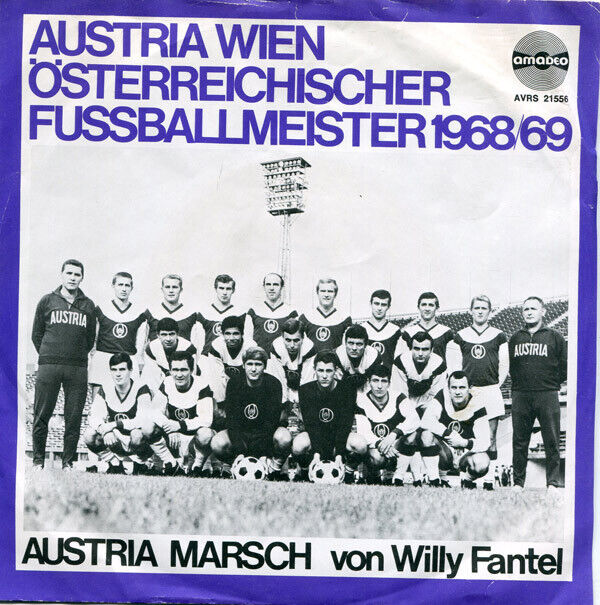 AUSTRIA WIEN
ÖSTERREICHISCHER
FUSSBALLMEISTER 1968/69
amadeo
AVRS 21556
AUSTRIA
AUSTRIA
AUSTRIA MARSCH von Willy Fantel